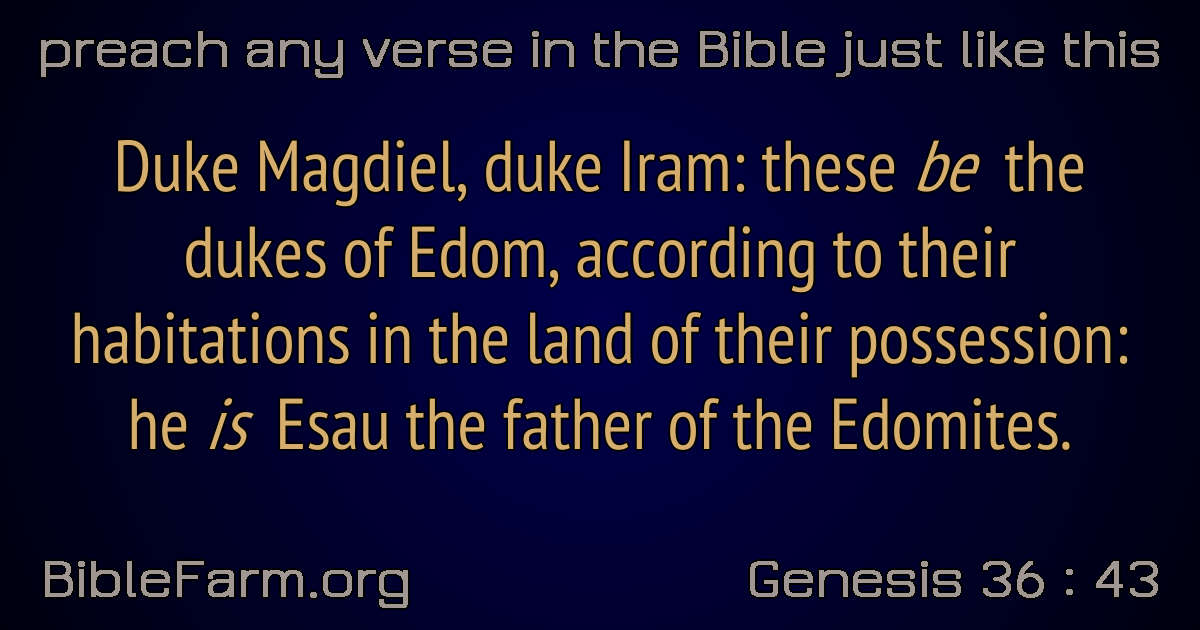 preach any verse in the Bible just like this
Duke Magdiel, duke Iram: these be the
dukes of Edom, according to their
habitations in the land of their possession:
he is Esau the father of the Edomites.
BibleFarm.org
Genesis 36 : 43